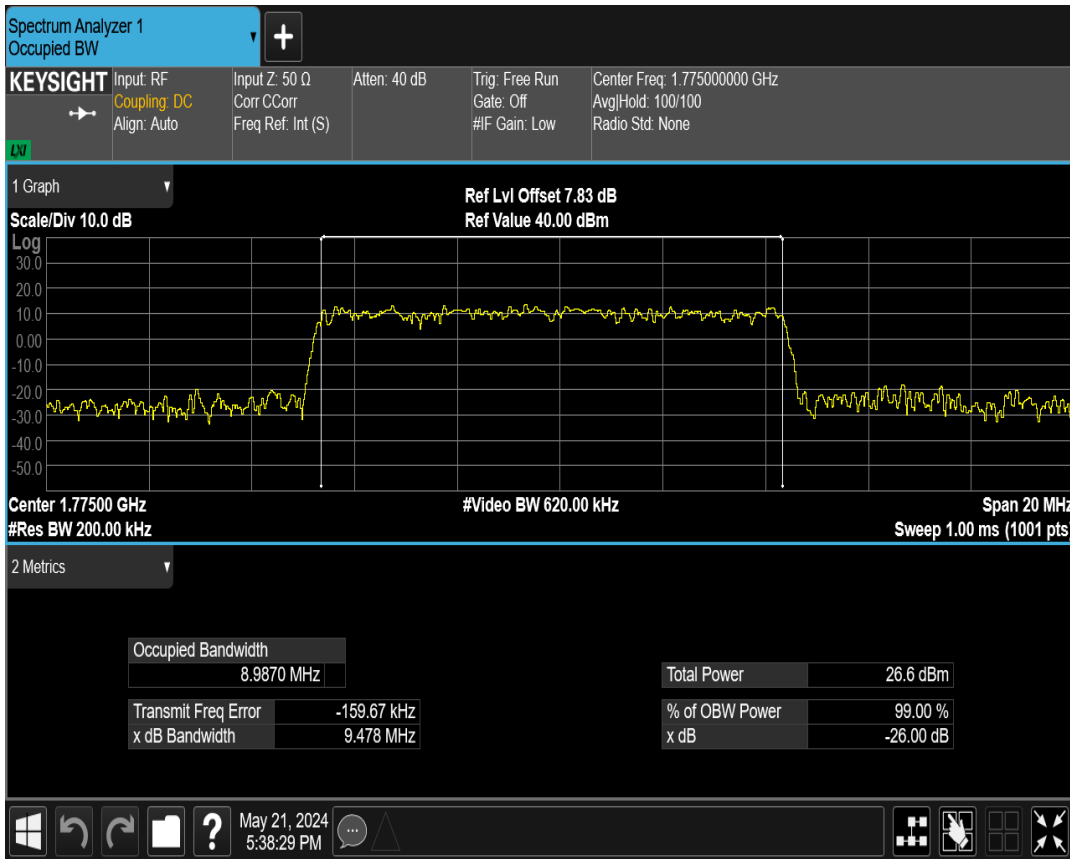 Spectrum Analyzer 1
Occupied BW
KEYSIGHT
LXI
Input: RF
Coupling: DC
Align: Auto
Input Z: 50 Ω
Corr CCorr
Freq Ref: Int (S)
Atten: 40 dB
Trig: Free Run
Gate: Off
#IF Gain: Low
Center Freq: 1.775000000 GHz
Avg|Hold: 100/100
Radio Std: None
1 Graph
Scale/Div 10.0 dB
Ref Lvl Offset 7.83 dB
Ref Value 40.00 dBm
Log
30.0
20.0
10.0
0.00
-10.0
-20.0
-30.0
-40.0
-50.0
Center 1.77500 GHz
#Video BW 620.00 kHz
Span 20 MHz
#Res BW 200.00 kHz
Sweep 1.00 ms (1001 pts)
2 Metrics
Occupied Bandwidth
8.9870 MHz
Total Power 26.6 dBm
Transmit Freq Error -159.67 kHz
% of OBW Power 99.00 %
x dB Bandwidth 9.478 MHz
x dB -26.00 dB
?
May 21, 2024
5:38:29 PM